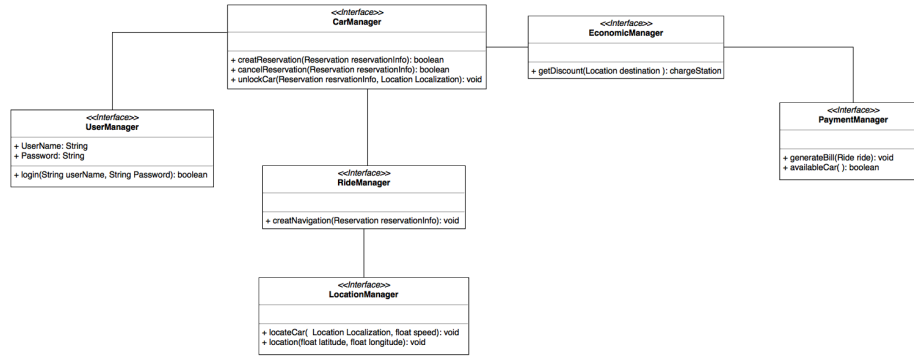 <<Interface>>
CarManager
+ creatReservation(Reservation reservationInfo): boolean
+ cancelReservation(Reservation reservationInfo): boolean
+ unlockCar(Reservation resrvationInfo, Location Localization): void
<<Interface>>
EconomicManager
+ getDiscount(Location destination ): chargeStation
<<Interface>>
UserManager
+ UserName: String
+ Password: String
+ login(String userName, String Password): boolean
<<Interface>>
PaymentManager
+ generateBill(Ride ride): void
+ availableCar( ): boolean
<<Interface>>
RideManager
+ creatNavigation(Reservation reservationInfo): void
<<Interface>>
LocationManager
+ locateCar(  Location Localization, float speed): void
+ location(float latitude, float longitude): void